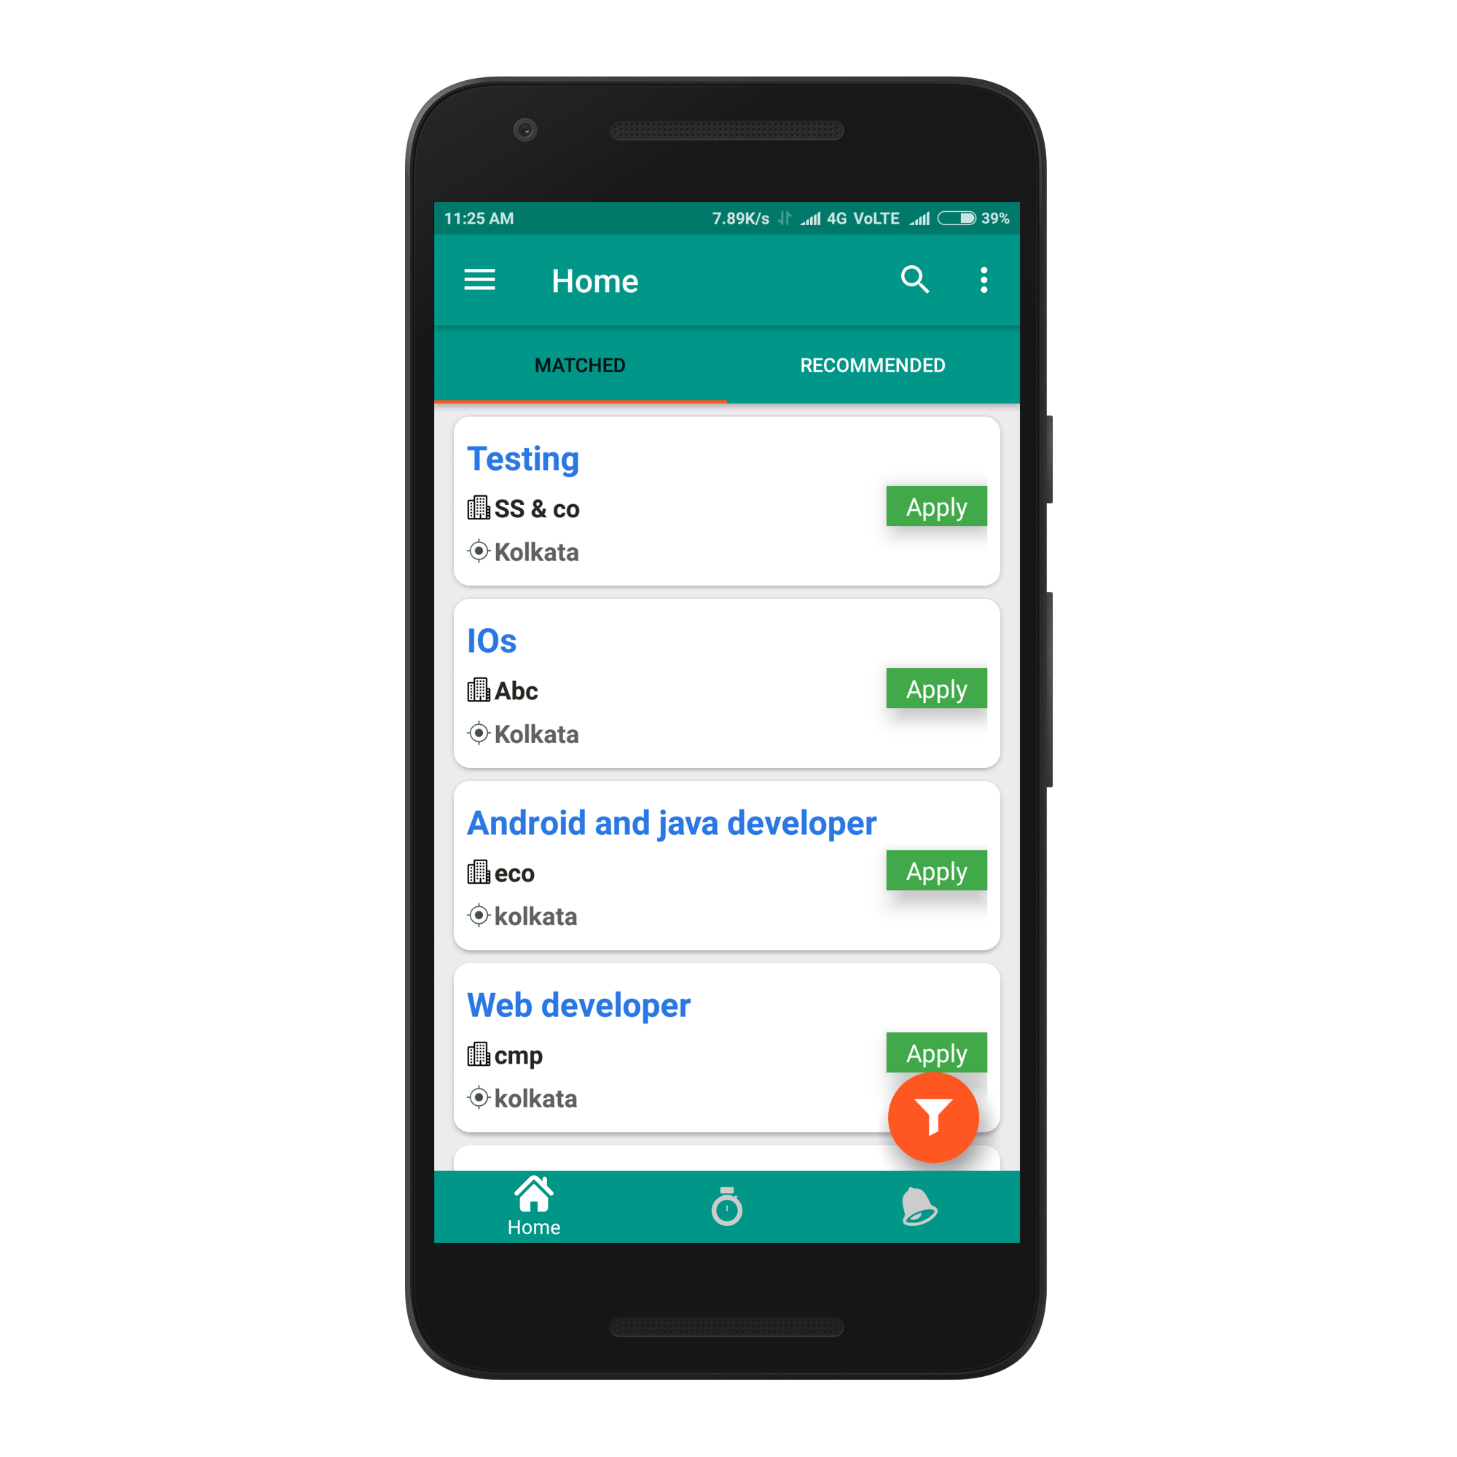 11:25 AM 7.89K/s 4G VoLTE 39%
Home
MATCHED RECOMMENDED
Testing
SS & co
Apply
Kolkata
IOs
Abc
Apply
Kolkata
Android and java developer
eco
Apply
kolkata
Web developer
cmp
Apply
kolkata
Home